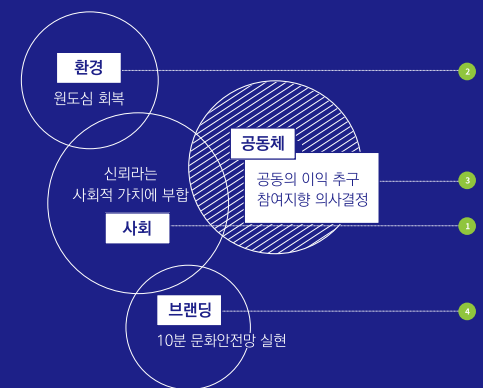 환경
2
원도심 회복
공동체
신뢰라는
사회적 가치에 부합
공동의 이익 추구
참여지향 의사결정
3
사회
1
브랜딩
4
10분 문화안전망 실현